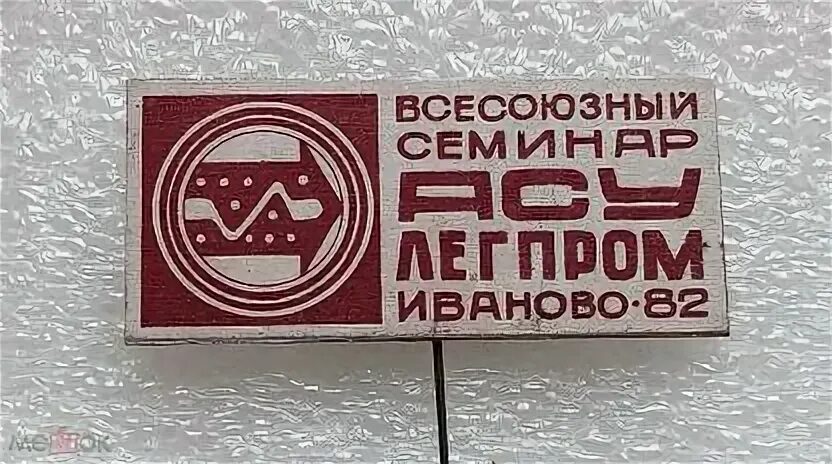 ВСЕСОЮЗНЫЙ
СЕМИНАР
АСУ
ЛЕГПРОМ
ИВАНОВО·82